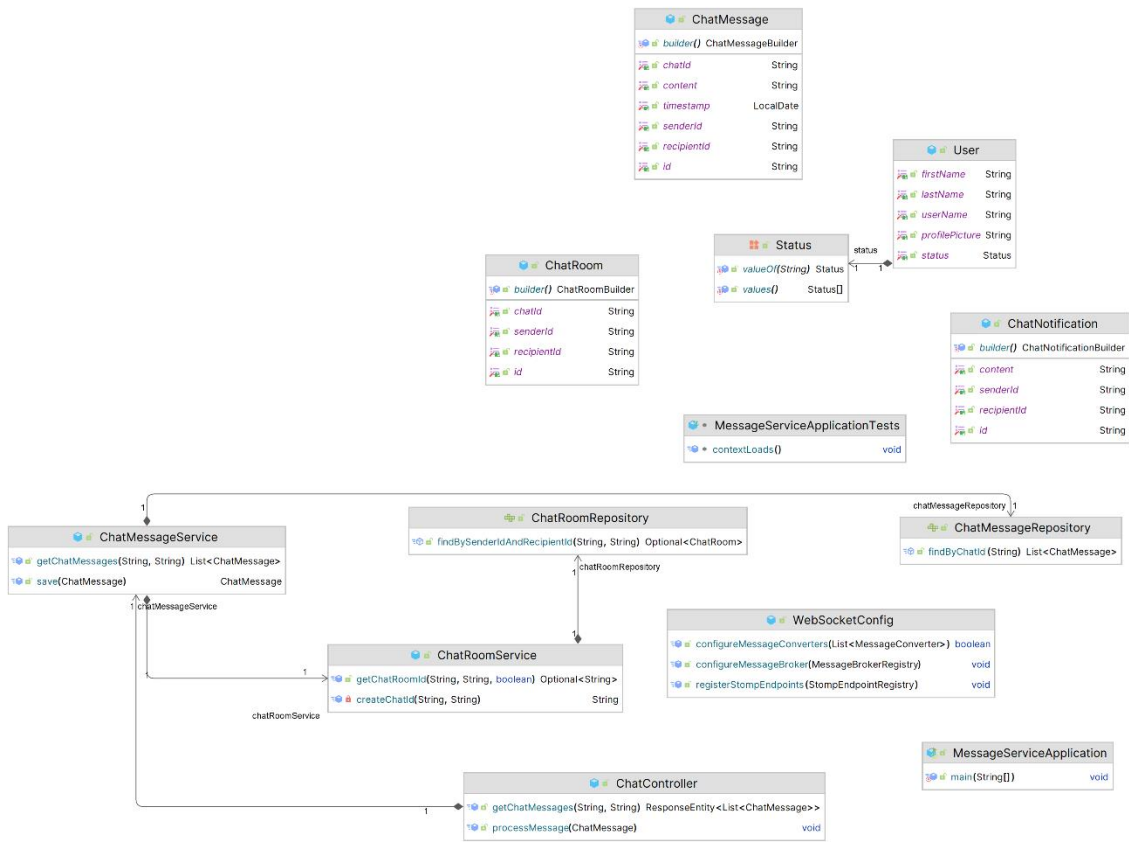 ChatMessage
builder() ChatMessageBuilder
chatId String
content String
timestamp LocalDate
senderId String
recipientId String
id String
User
firstName String
lastName String
userName String
profilePicture String
status Status
status
1 1
Status
valueOf(String) Status
values() Status[]
ChatRoom
builder() ChatRoomBuilder
chatId String
senderId String
recipientId String
id String
ChatNotification
builder() ChatNotificationBuilder
content String
senderId String
recipientId String
id String
MessageServiceApplicationTests
contextLoads() void
1
chatMessageRepository 1
ChatMessageService
getChatMessages(String, String) List<ChatMessage>
save(ChatMessage) ChatMessage
1 chatMessageService
ChatRoomRepository
findBySenderIdAndRecipientId(String, String) Optional<ChatRoom>
1 chatRoomRepository
ChatMessageRepository
findByChatId(String) List<ChatMessage>
1
1
1
ChatRoomService
getChatRoomId(String, String, boolean) Optional<String>
createChatId(String, String) String
chatRoomService
WebSocketConfig
configureMessageConverters(List<MessageConverter>) boolean
configureMessageBroker(MessageBrokerRegistry) void
registerStompEndpoints(StompEndpointRegistry) void
MessageServiceApplication
main(String[]) void
ChatController
getChatMessages(String, String) ResponseEntity<List<ChatMessage>>
processMessage(ChatMessage) void
1